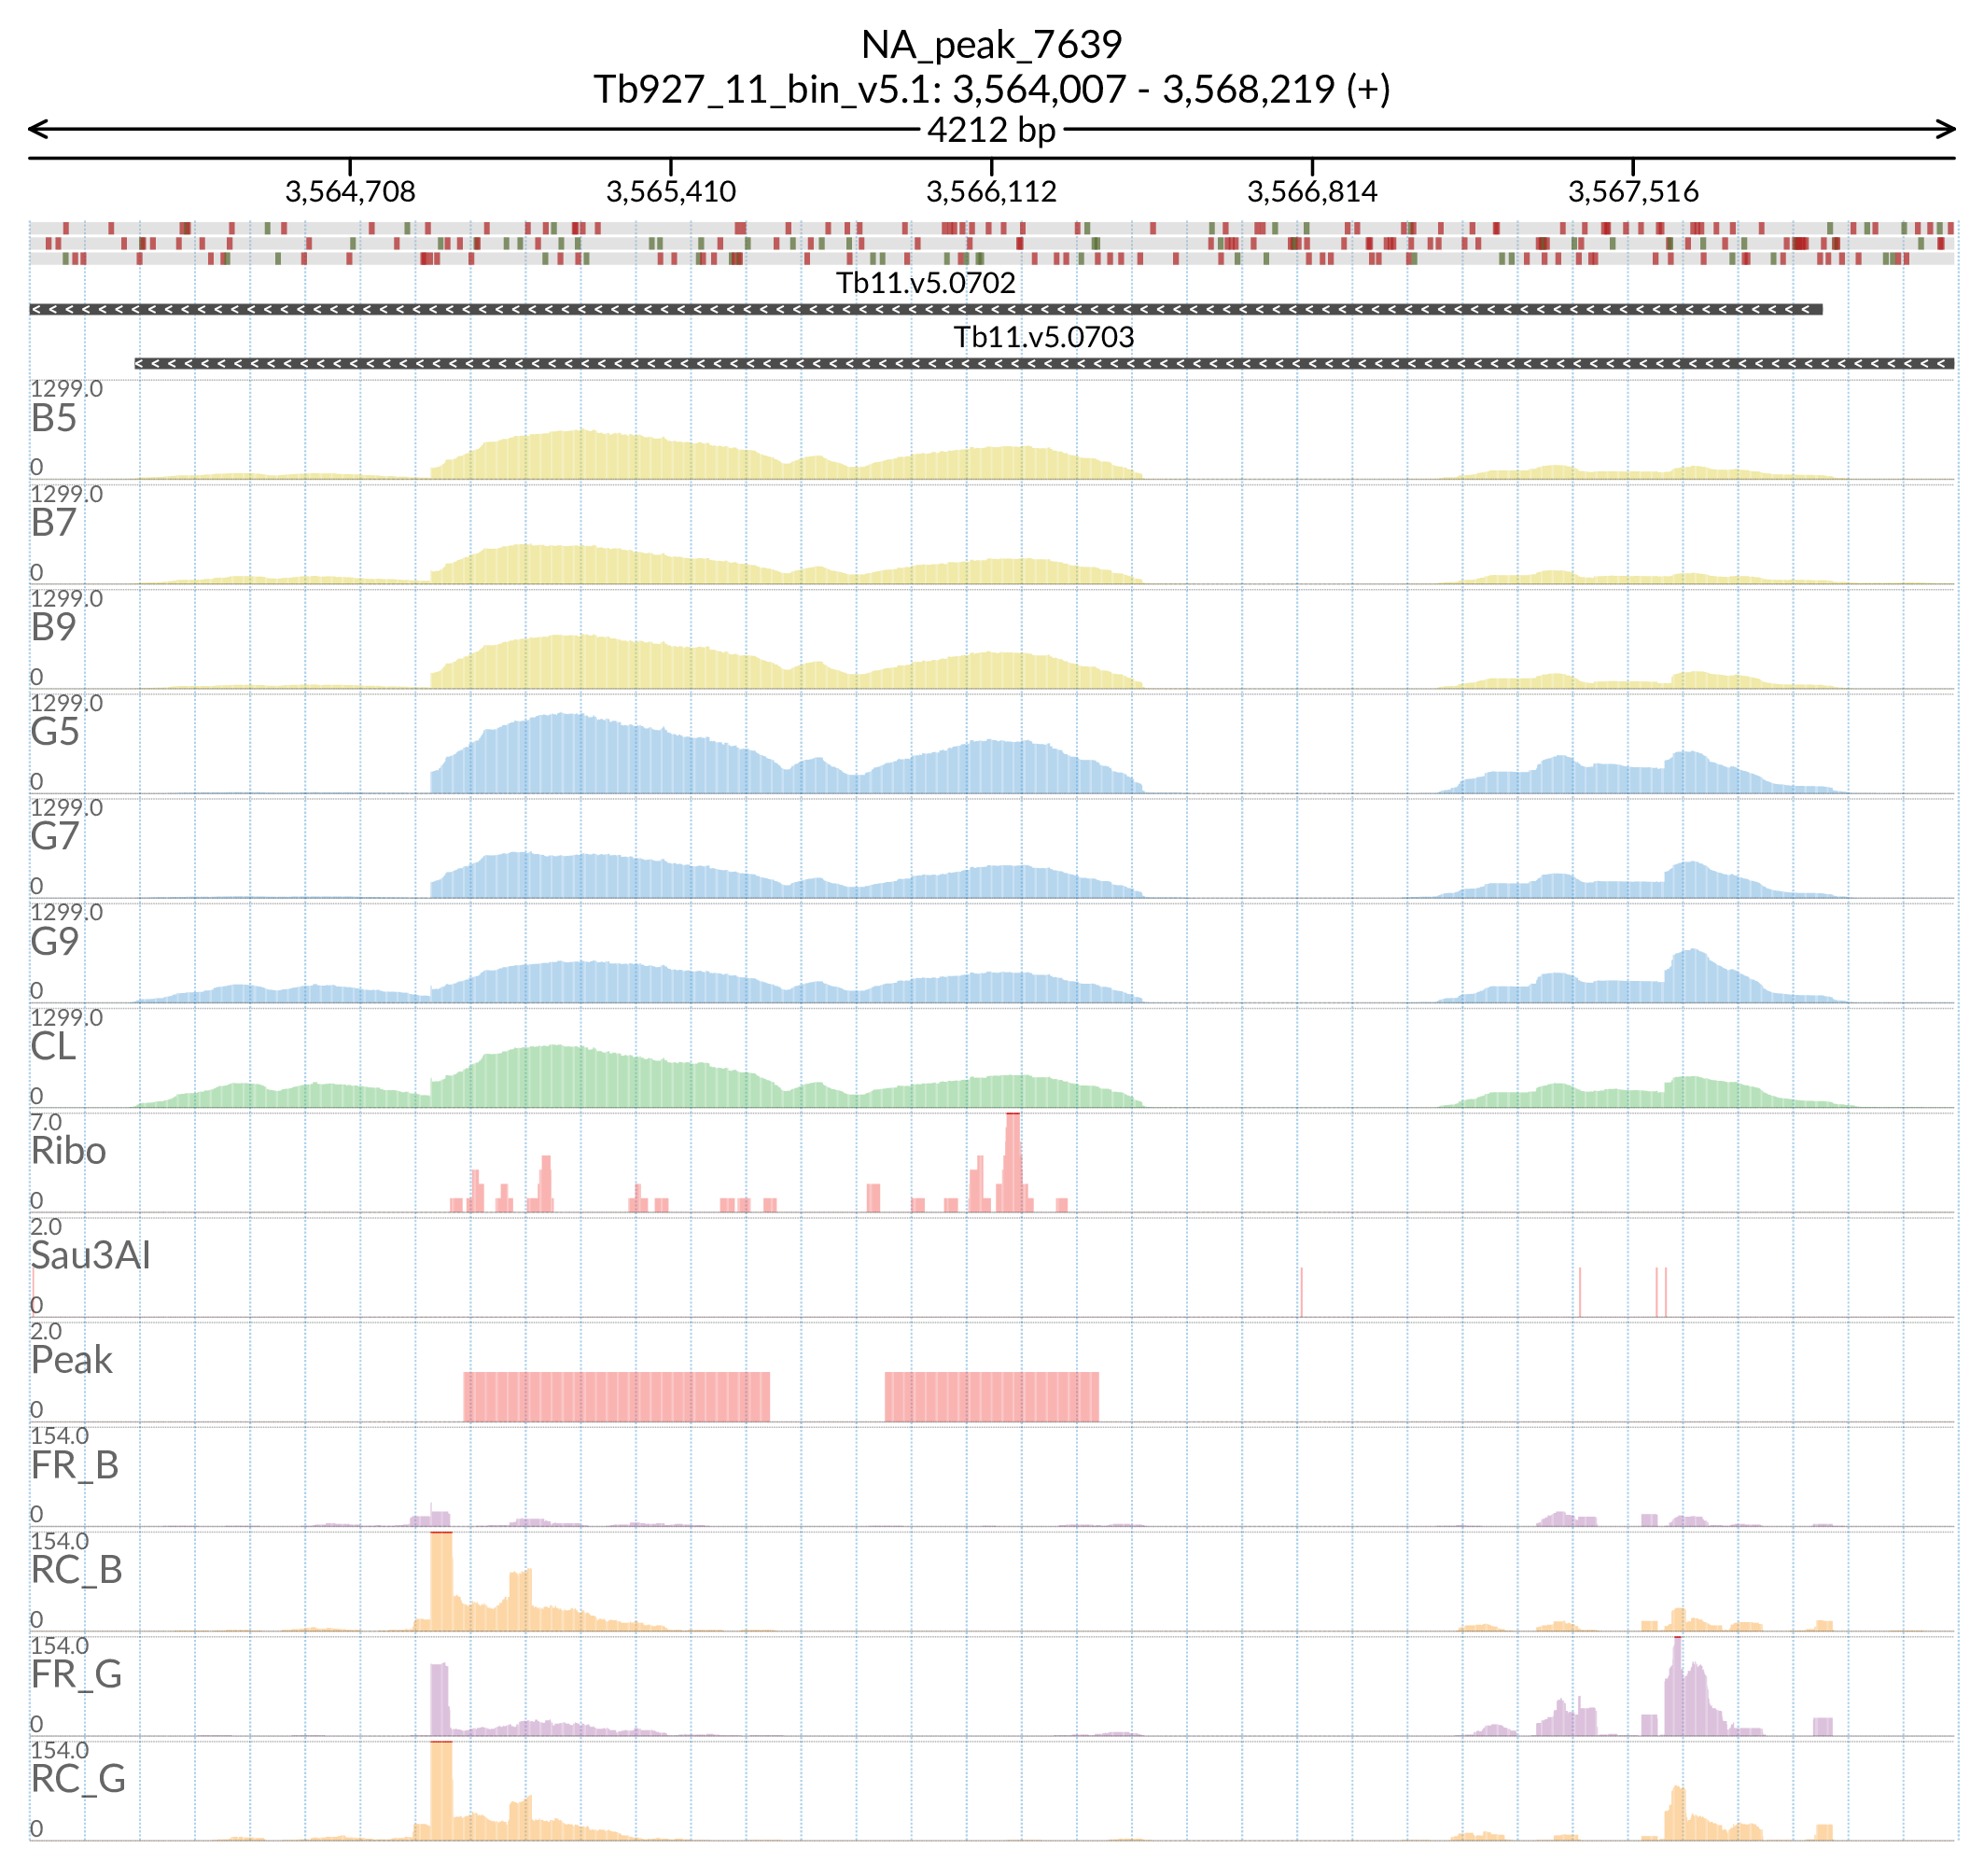 NA_peak_7639
Tb927_11_bin_v5.1: 3,564,007 - 3,568,219 (+)
4212 bp
3,564,708 3,565,410 3,566,112 3,566,814 3,567,516
Tb11.v5.0702
Tb11.v5.0703
1299.0
B5
0
1299.0
B7
0
1299.0
B9
0
1299.0
G5
0
1299.0
G7
0
1299.0
G9
0
1299.0
CL
0
7.0
Ribo
0
2.0
Sau3AI
0
2.0
Peak
0
154.0
FR_B
0
154.0
RC_B
0
154.0
FR_G
0
154.0
RC_G
0